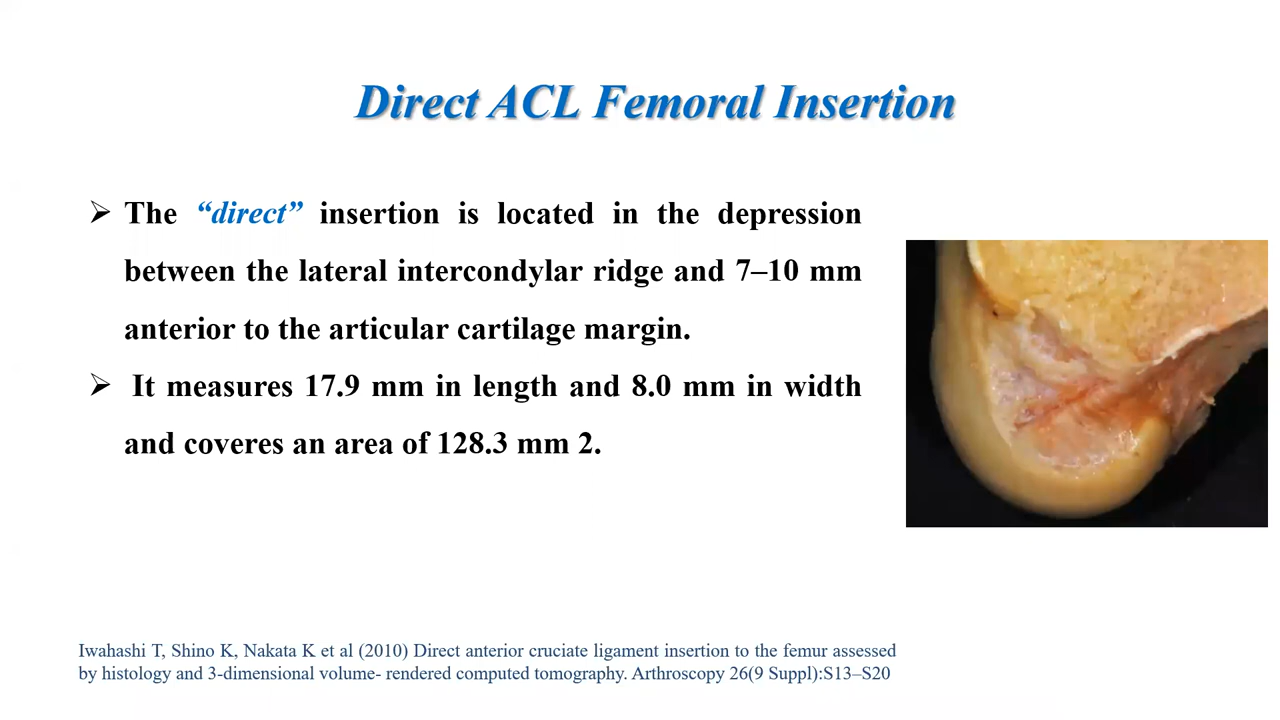 Direct ACL Femoral Insertion
➢ The “direct” insertion is located in the depression
between the lateral intercondylar ridge and 7–10 mm
anterior to the articular cartilage margin.
➢ It measures 17.9 mm in length and 8.0 mm in width
and coveres an area of 128.3 mm 2.
Iwahashi T, Shino K, Nakata K et al (2010) Direct anterior cruciate ligament insertion to the femur assessed
by histology and 3-dimensional volume- rendered computed tomography. Arthroscopy 26(9 Suppl):S13–S20